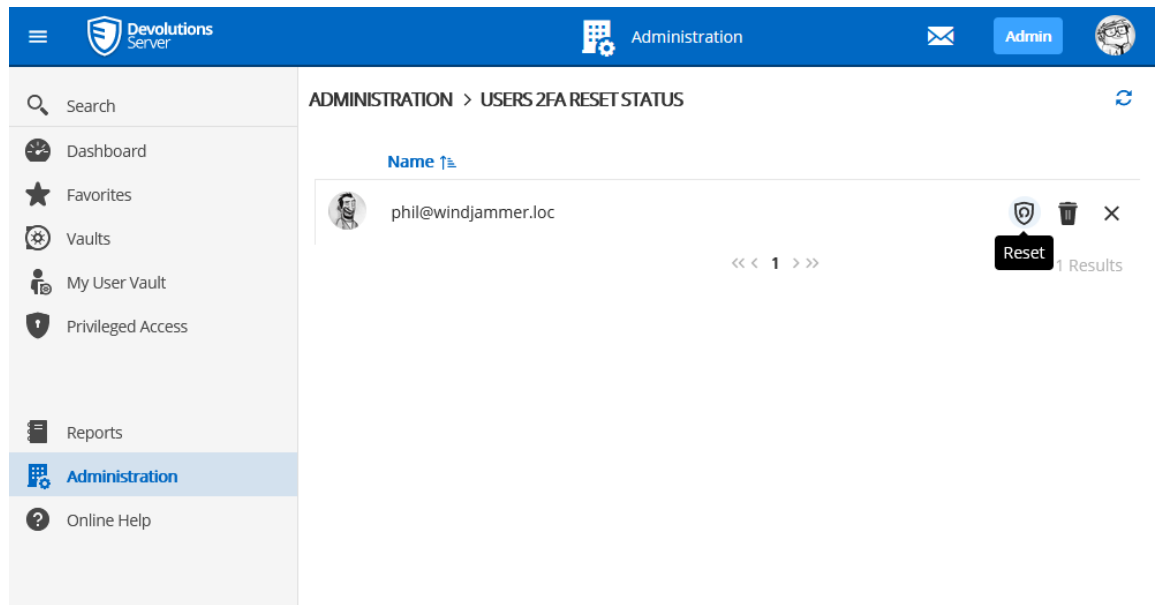 Devolutions
Server
Administration
Admin
Search
Dashboard
Favorites
Vaults
My User Vault
Privileged Access
Reports
Administration
Online Help
ADMINISTRATION > USERS 2FA RESET STATUS
Name
phil@windjammer.loc
Reset
<< < 1 > >>
1 Results